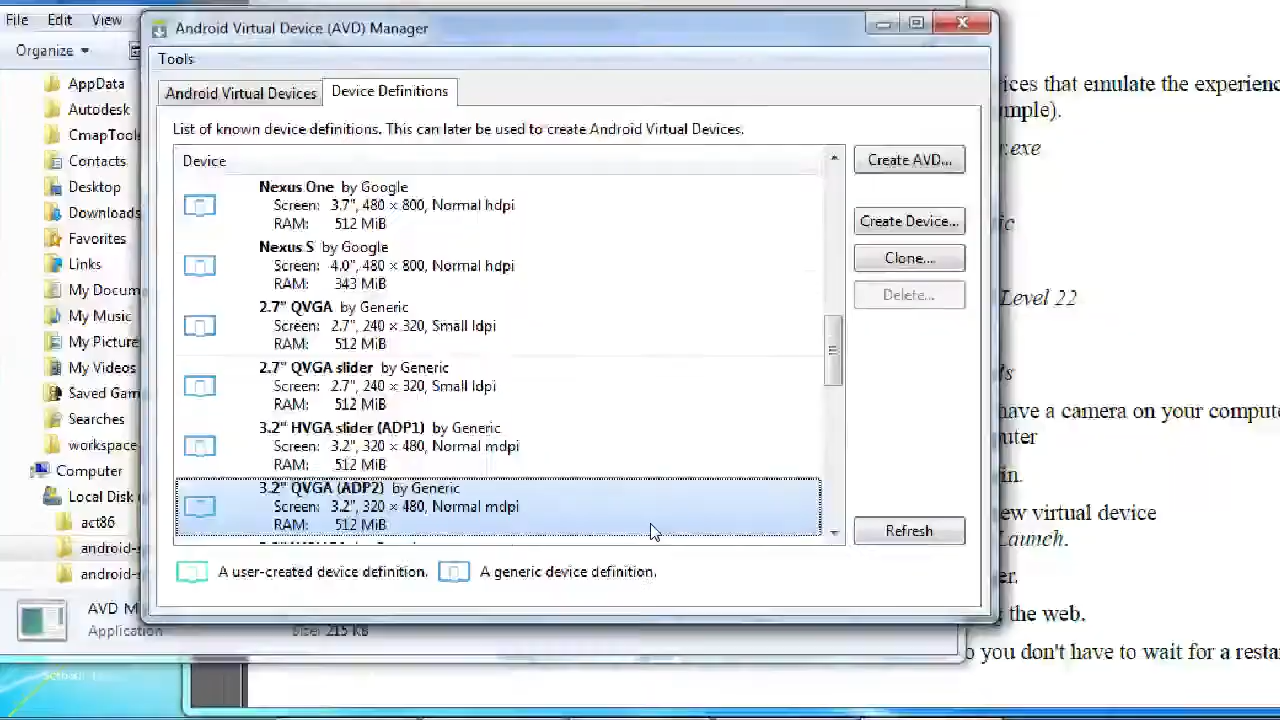 File Edit View
Organize
AppData
Autodesk
CmapTools
Contacts
Desktop
Downloads
Favorites
Links
My Docum
My Music
My Picture
My Videos
Saved Gam
Searches
workspace
Computer
Local Disk
act86
android-s
android-
AVD M
Application
Size: 215 KB
Android Virtual Device (AVD) Manager
Tools
Android Virtual Devices
Device Definitions
List of known device definitions. This can later be used to create Android Virtual Devices.
Device
Nexus One by Google
Screen: 3.7", 480 × 800, Normal hdpi
RAM: 512 MiB
Nexus S by Google
Screen: 4.0", 480 × 800, Normal hdpi
RAM: 343 MiB
2.7" QVGA by Generic
Screen: 2.7", 240 × 320, Small ldpi
RAM: 512 MiB
2.7" QVGA slider by Generic
Screen: 2.7", 240 × 320, Small ldpi
RAM: 512 MiB
3.2" HVGA slider (ADP1) by Generic
Screen: 3.2", 320 × 480, Normal mdpi
RAM: 512 MiB
3.2" QVGA (ADP2) by Generic
Screen: 3.2", 320 × 480, Normal mdpi
RAM: 512 MiB
Create AVD...
Create Device...
Clone...
Delete...
Refresh
A user-created device definition.
A generic device definition.
ices that emulate the experienc
mple).
.exe
ic
Level 22
ls
have a camera on your compute
uter
in.
ew virtual device
Launch.
er.
g the web.
o you don't have to wait for a resta